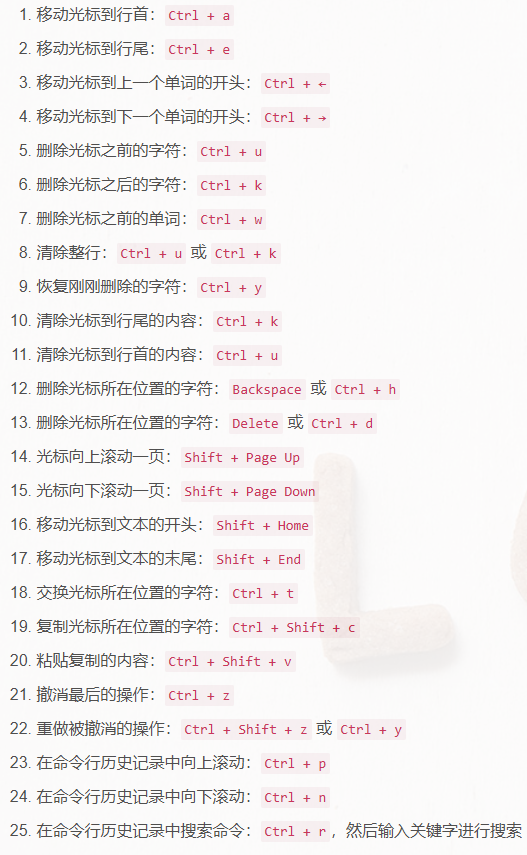 1. 移动光标到行首：Ctrl + a
2. 移动光标到行尾：Ctrl + e
3. 移动光标到上一个单词的开头：Ctrl + ←
4. 移动光标到下一个单词的开头：Ctrl + →
5. 删除光标之前的字符：Ctrl + u
6. 删除光标之后的字符：Ctrl + k
7. 删除光标之前的单词：Ctrl + w
8. 清除整行：Ctrl + u 或 Ctrl + k
9. 恢复刚刚删除的字符：Ctrl + y
10. 清除光标到行尾的内容：Ctrl + k
11. 清除光标到行首的内容：Ctrl + u
12. 删除光标所在位置的字符：Backspace 或 Ctrl + h
13. 删除光标所在位置的字符：Delete 或 Ctrl + d
14. 光标向上滚动一页：Shift + Page Up
15. 光标向下滚动一页：Shift + Page Down
16. 移动光标到文本的开头：Shift + Home
17. 移动光标到文本的末尾：Shift + End
18. 交换光标所在位置的字符：Ctrl + t
19. 复制光标所在位置的字符：Ctrl + Shift + c
20. 粘贴复制的内容：Ctrl + Shift + v
21. 撤消最后的操作：Ctrl + z
22. 重做被撤消的操作：Ctrl + Shift + z 或 Ctrl + y
23. 在命令行历史记录中向上滚动：Ctrl + p
24. 在命令行历史记录中向下滚动：Ctrl + n
25. 在命令行历史记录中搜索命令：Ctrl + r，然后输入关键字进行搜索